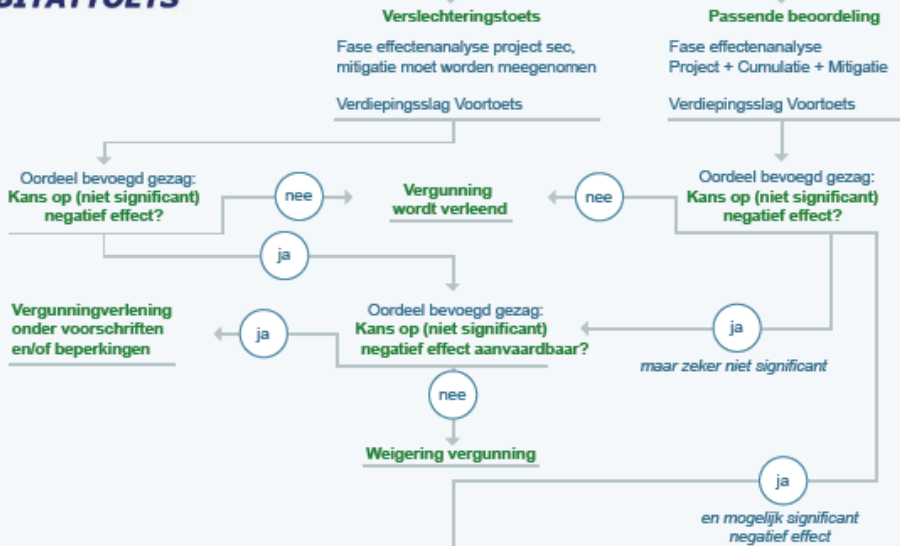 Verslechteringstoets
Fase effectenanalyse project sec,
mitigatie moet worden meegenomen
Verdiepingsslag Voortoets
Passende beoordeling
Fase effectenanalyse
Project + Cumulatie + Mitigatie
Verdiepingsslag Voortoets
Oordeel bevoegd gezag:
Kans op (niet significant)
negatief effect?
nee
Vergunning
wordt verleend
nee
Oordeel bevoegd gezag:
Kans op (niet significant)
negatief effect?
ja
Vergunningverlening
onder voorschriften
en/of beperkingen
ja
Oordeel bevoegd gezag:
Kans op (niet significant)
negatief effect aanvaardbaar?
ja
maar zeker niet significant
nee
Weigering vergunning
ja
en mogelijk significant
negatief effect